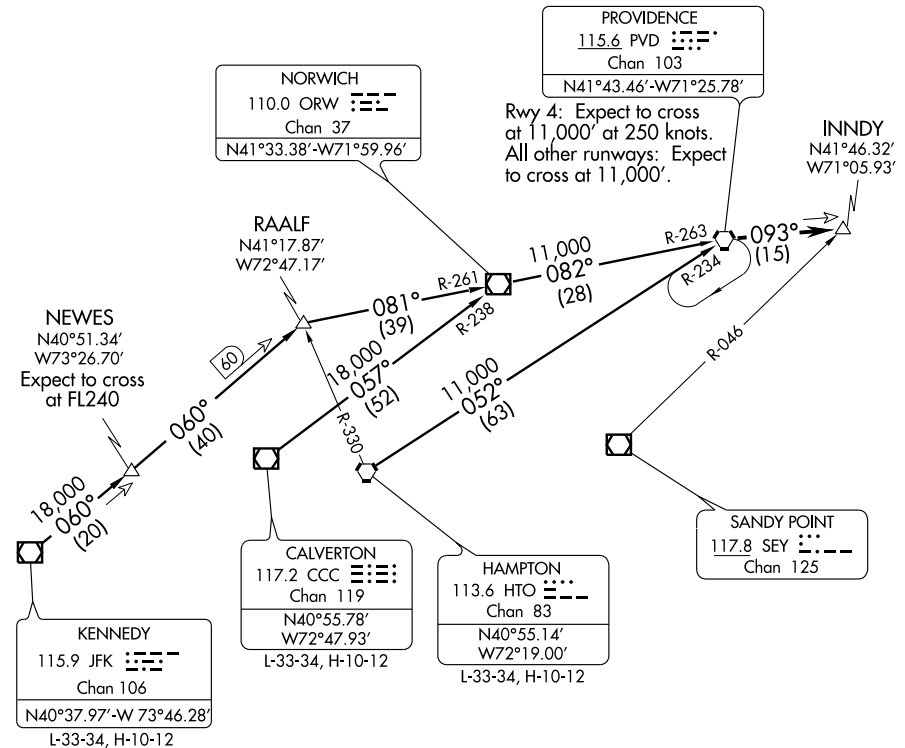 PROVIDENCE
115.6 PVD
Chan 103
N41°43.46'-W71°25.78'
NORWICH
110.0 ORW
Chan 37
N41°33.38'-W71°59.96'
Rwy 4: Expect to cross
at 11,000' at 250 knots.
All other runways: Expect
to cross at 11,000'.
INNDY
N41°46.32'
W71°05.93'
RAALF
N41°17.87'
W72°47.17'
NEWES
N40°51.34'
W73°26.70'
Expect to cross
at FL240
R-263
093°
(15)
R-234
11,000
082°
(28)
R-261
081°
(39)
R-238
18,000
057°
(52)
11,000
052°
(63)
R-046
60
060°
(40)
R-330
18,000
060°
(20)
SANDY POINT
117.8 SEY
Chan 125
CALVERTON
117.2 CCC
Chan 119
N40°55.78'
W72°47.93'
L-33-34, H-10-12
HAMPTON
113.6 HTO
Chan 83
N40°55.14'
W72°19.00'
L-33-34, H-10-12
KENNEDY
115.9 JFK
Chan 106
N40°37.97'-W 73°46.28'
L-33-34, H-10-12